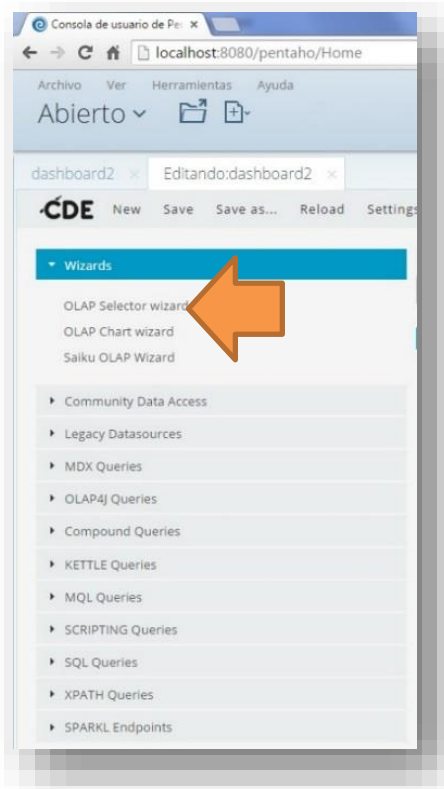 Consola de usuario de Pe
localhost:8080/pentaho/Home
Archivo Ver Herramientas Ayuda
Abierto
dashboard2 Editando:dashboard2
CDE New Save Save as... Reload Settings
Wizards
OLAP Selector wizard
OLAP Chart wizard
Saiku OLAP Wizard
Community Data Access
Legacy Datasources
MDX Queries
OLAP4J Queries
Compound Queries
KETTLE Queries
MQL Queries
SCRIPTING Queries
SQL Queries
XPATH Queries
SPARKL Endpoints